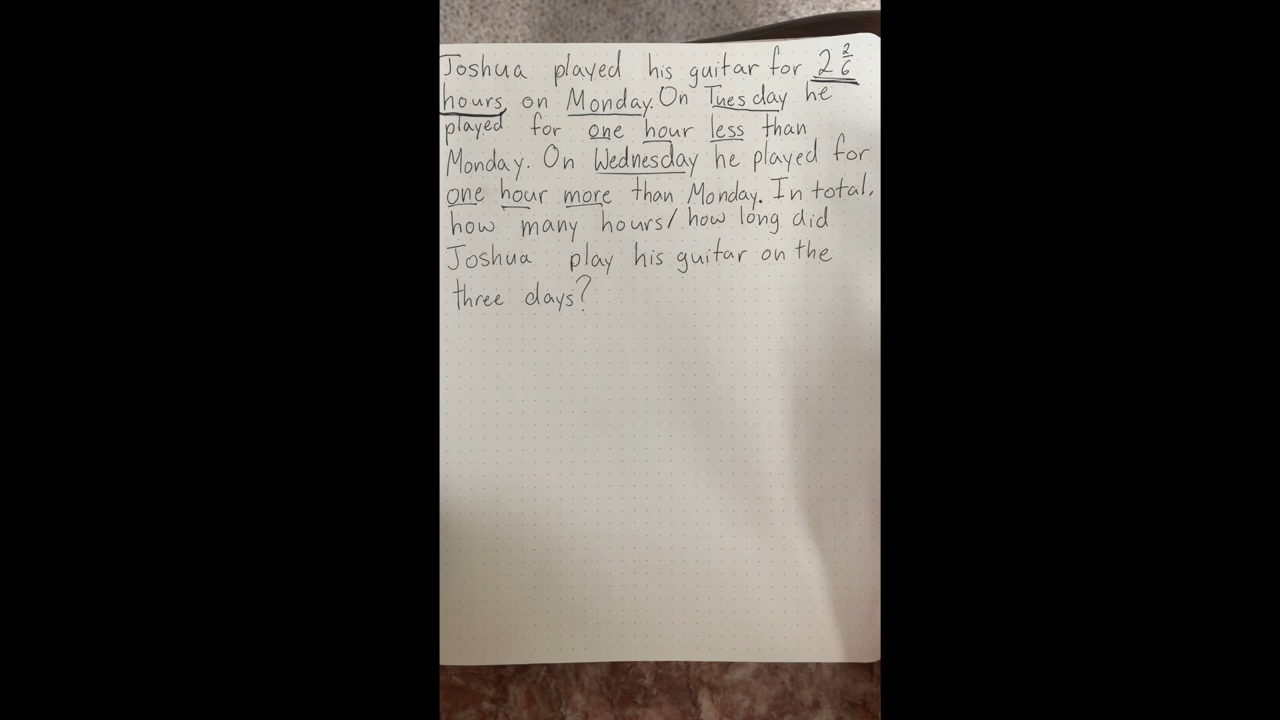 Joshua played his guitar for 2 2/6
hours on Monday. On Tuesday he
played for one hour less than
Monday. On Wednesday he played for
one hour more than Monday. In total,
how many hours/how long did
Joshua play his guitar on the
three days?